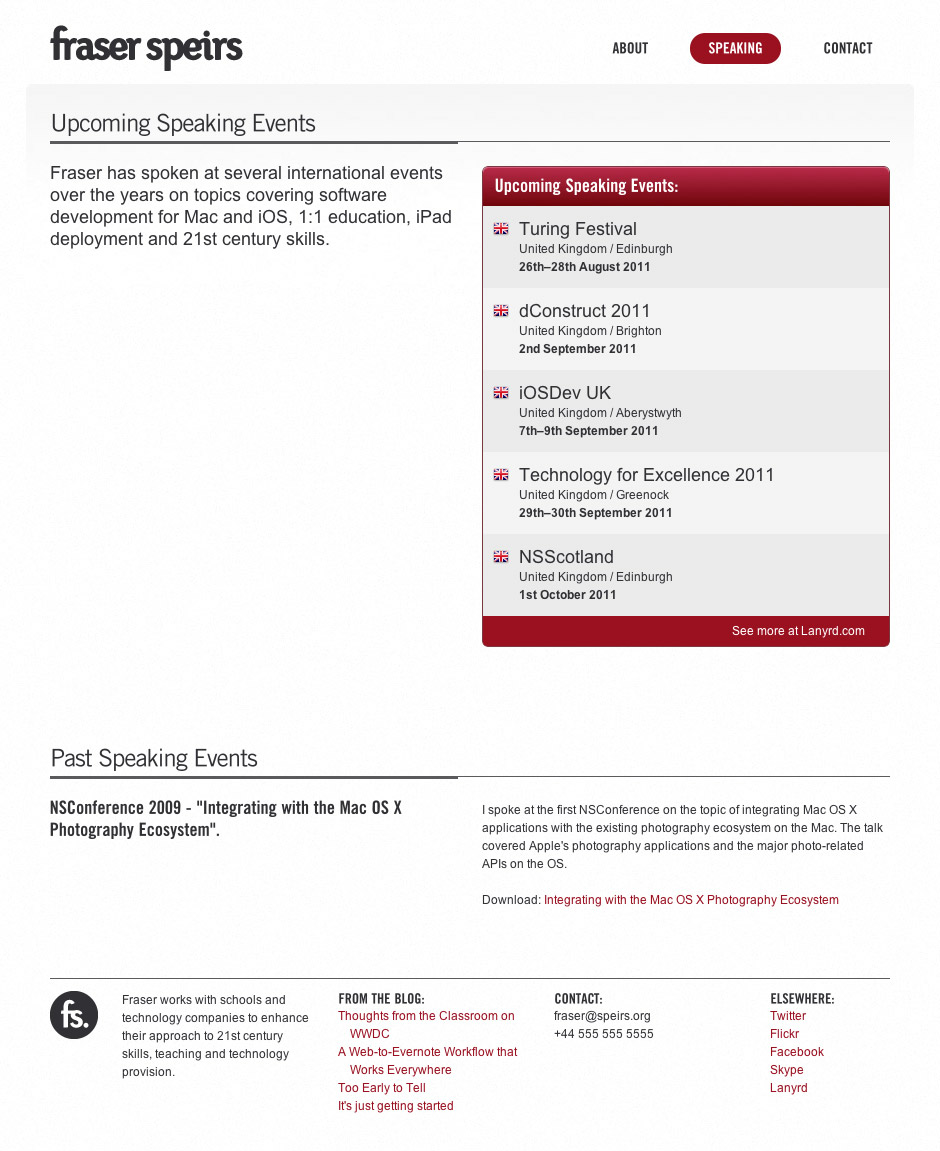 fraser speirs
ABOUT
SPEAKING
CONTACT
Upcoming Speaking Events
Fraser has spoken at several international events
over the years on topics covering software
development for Mac and iOS, 1:1 education, iPad
deployment and 21st century skills.
Upcoming Speaking Events:
Turing Festival
United Kingdom / Edinburgh
26th–28th August 2011
dConstruct 2011
United Kingdom / Brighton
2nd September 2011
iOSDev UK
United Kingdom / Aberystwyth
7th–9th September 2011
Technology for Excellence 2011
United Kingdom / Greenock
29th–30th September 2011
NSScotland
United Kingdom / Edinburgh
1st October 2011
See more at Lanyrd.com
Past Speaking Events
NSConference 2009 - "Integrating with the Mac OS X
Photography Ecosystem".
I spoke at the first NSConference on the topic of integrating Mac OS X
applications with the existing photography ecosystem on the Mac. The talk
covered Apple's photography applications and the major photo-related
APIs on the OS.
Download: Integrating with the Mac OS X Photography Ecosystem
fs.
Fraser works with schools and
technology companies to enhance
their approach to 21st century
skills, teaching and technology
provision.
FROM THE BLOG:
Thoughts from the Classroom on
WWDC
A Web-to-Evernote Workflow that
Works Everywhere
Too Early to Tell
It's just getting started
CONTACT:
fraser@speirs.org
+44 555 555 5555
ELSEWHERE:
Twitter
Flickr
Facebook
Skype
Lanyrd